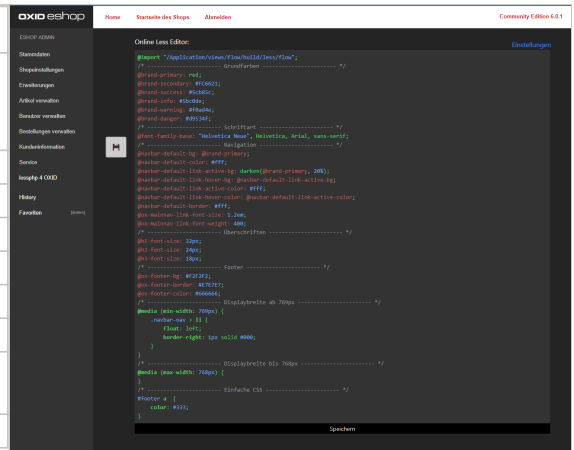 OXID eshop
Home
Startseite des Shops
Abmelden
Community Edition 6.0.1
ESHOP ADMIN
Stammdaten
Shopeinstellungen
Erweiterungen
Artikel verwalten
Benutzer verwalten
Bestellungen verwalten
Kundeninformation
Service
lessphp 4 OXID
History
Favoriten
Online Less Editor:
Einstellungen
@import "/Application/views/flow/build/less/flow";
/* ---------------------- Grundfarben ---------------------- */
@brand-primary: red;
@brand-secondary: #FC6621;
@brand-success: #5cb85c;
@brand-info: #5bc0de;
@brand-warning: #f0ad4e;
@brand-danger: #d9534f;
/* ---------------------- Schriftart ---------------------- */
@font-family-base: "Helvetica Neue", Helvetica, Arial, sans-serif;
/* ---------------------- Navigation ---------------------- */
@navbar-default-bg: @brand-primary;
@navbar-default-color: #fff;
@navbar-default-link-active-bg: darken(@brand-primary, 20%);
@navbar-default-link-hover-bg: @navbar-default-link-active-bg;
@navbar-default-link-active-color: #fff;
@navbar-default-link-hover-color: @navbar-default-link-active-color;
@navbar-default-border: #fff;
@ox-mainnav-link-font-size: 1.2em;
@ox-mainnav-link-font-weight: 400;
/* ---------------------- Überschriften ---------------------- */
@h1-font-size: 32px;
@h2-font-size: 24px;
@h3-font-size: 18px;
/* ---------------------- Footer ---------------------- */
@ox-footer-bg: #F2F2F2;
@ox-footer-border: #E7E7E7;
@ox-footer-color: #666666;
/* ---------------------- Displaybreite ab 769px ---------------------- */
@media (min-width: 769px) {
.navbar-nav > li {
float: left;
border-right: 1px solid #000;
}
}
/* ---------------------- Displaybreite bis 768px ---------------------- */
@media (max-width: 768px) {
}
/* ---------------------- Einfache CSS ---------------------- */
#footer a {
color: #333;
}
Speichern